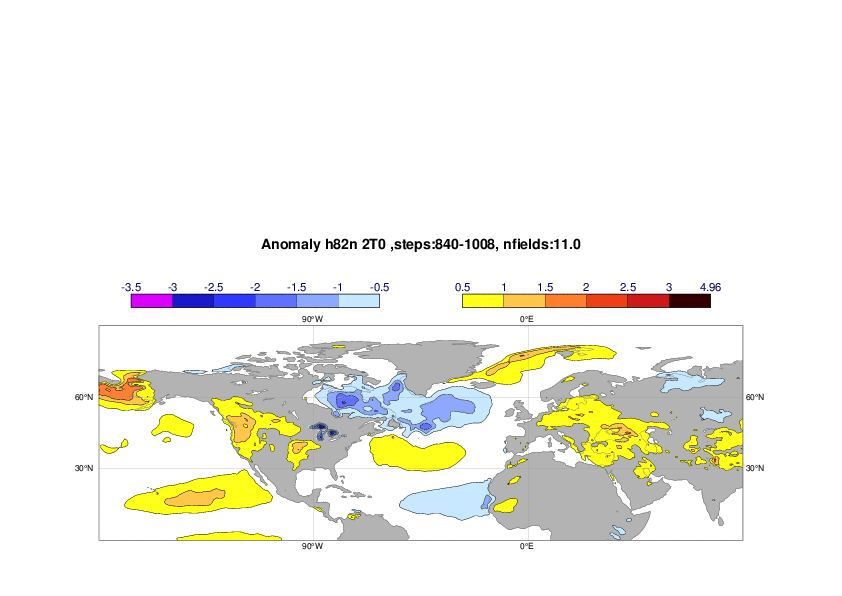 Anomaly h82n 2T0 ,steps:840-1008, nfields:11.0
-3.5 -3 -2.5 -2 -1.5 -1 -0.5 0.5 1 1.5 2 2.5 3 4.96
90°W 0°E
60°N 60°N
30°N 30°N
90°W 0°E